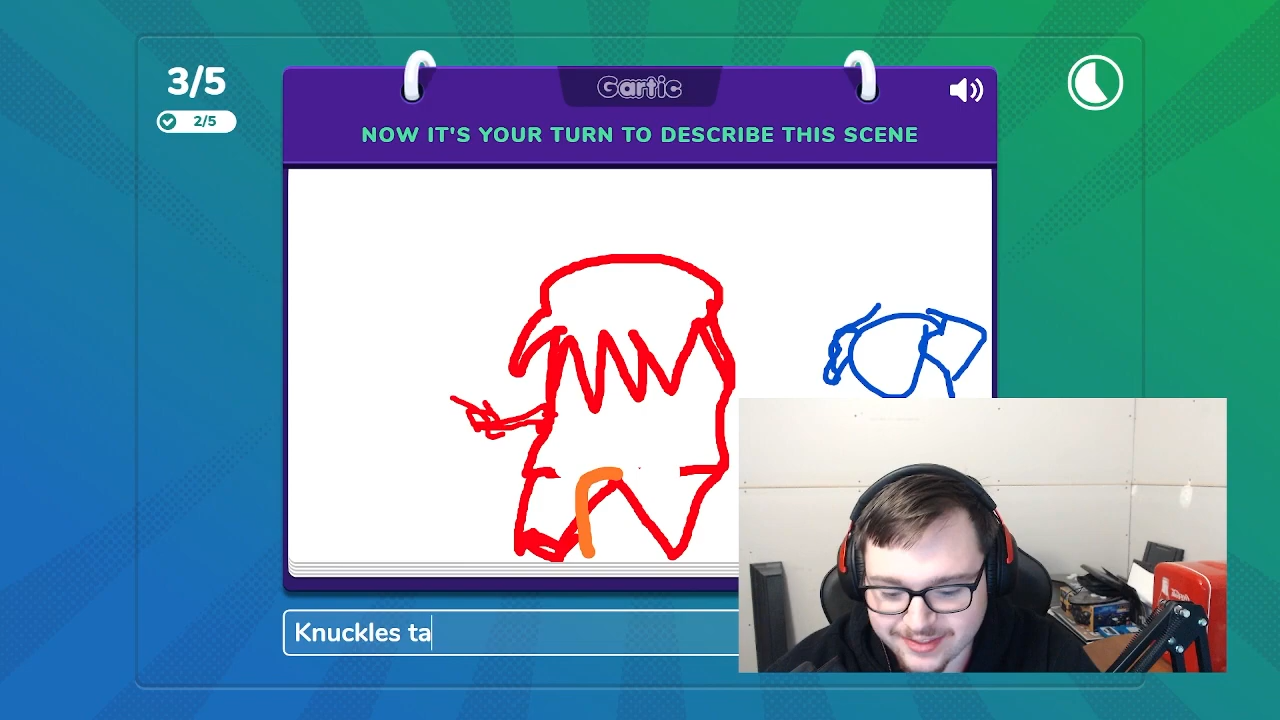 3/5
2/5
Gartic
NOW IT'S YOUR TURN TO DESCRIBE THIS SCENE
Knuckles ta